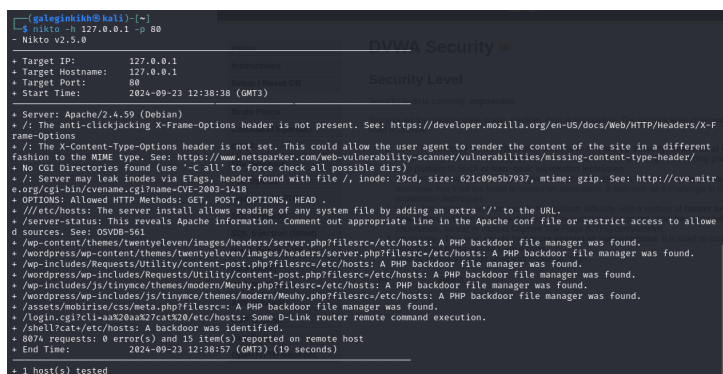 (galeginkikh㉿kali)-[~]
$ nikto -h 127.0.0.1 -p 80
- Nikto v2.5.0
+ Target IP: 127.0.0.1
+ Target Hostname: 127.0.0.1
+ Target Port: 80
+ Start Time: 2024-09-23 12:38:38 (GMT3)
+ Server: Apache/2.4.59 (Debian)
+ /: The anti-clickjacking X-Frame-Options header is not present. See: https://developer.mozilla.org/en-US/docs/Web/HTTP/Headers/X-F
rame-Options
+ /: The X-Content-Type-Options header is not set. This could allow the user agent to render the content of the site in a different
fashion to the MIME type. See: https://www.netsparker.com/web-vulnerability-scanner/vulnerabilities/missing-content-type-header/
+ No CGI Directories found (use '-C all' to force check all possible dirs)
+ /: Server may leak inodes via ETags, header found with file /, inode: 29cd, size: 621c09e5b7937, mtime: gzip. See: http://cve.mitr
e.org/cgi-bin/cvename.cgi?name=CVE-2003-1418
+ OPTIONS: Allowed HTTP Methods: GET, POST, OPTIONS, HEAD .
+ ///etc/hosts: The server install allows reading of any system file by adding an extra '/' to the URL.
+ /server-status: This reveals Apache information. Comment out appropriate line in the Apache conf file or restrict access to allowe
d sources. See: OSVDB-561
+ /wp-content/themes/twentyeleven/images/headers/server.php?filesrc=/etc/hosts: A PHP backdoor file manager was found.
+ /wordpress/wp-content/themes/twentyeleven/images/headers/server.php?filesrc=/etc/hosts: A PHP backdoor file manager was found.
+ /wp-includes/Requests/Utility/content-post.php?filesrc=/etc/hosts: A PHP backdoor file manager was found.
+ /wordpress/wp-includes/Requests/Utility/content-post.php?filesrc=/etc/hosts: A PHP backdoor file manager was found.
+ /wp-includes/js/tinymce/themes/modern/Meuhy.php?filesrc=/etc/hosts: A PHP backdoor file manager was found.
+ /wordpress/wp-includes/js/tinymce/themes/modern/Meuhy.php?filesrc=/etc/hosts: A PHP backdoor file manager was found.
+ /assets/mobirise/css/meta.php?filesrc=: A PHP backdoor file manager was found.
+ /login.cgi?cli=aa%20aa%27cat%20/etc/hosts: Some D-Link router remote command execution.
+ /shell?cat+/etc/hosts: A backdoor was identified.
+ 8074 requests: 0 error(s) and 15 item(s) reported on remote host
+ End Time: 2024-09-23 12:38:57 (GMT3) (19 seconds)
+ 1 host(s) tested
DVWA Security
Security Level